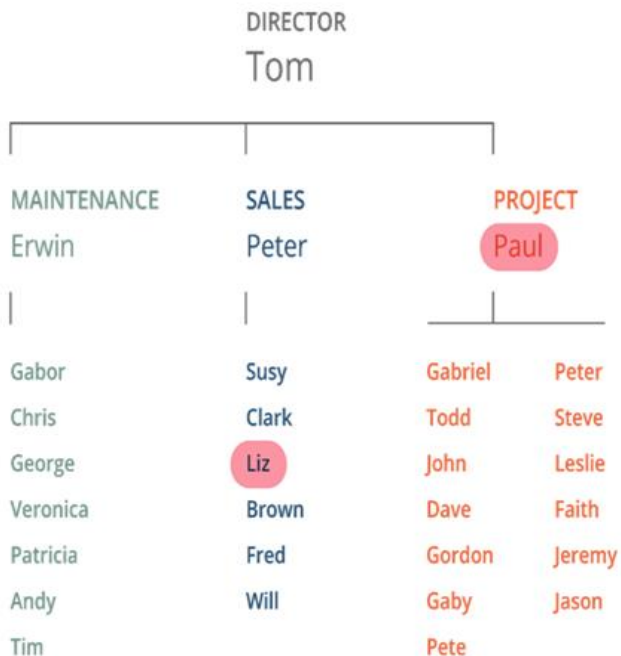 DIRECTOR
Tom
MAINTENANCE
Erwin
Gabor
Chris
George
Veronica
Patricia
Andy
Tim
SALES
Peter
Susy
Clark
Liz
Brown
Fred
Will
PROJECT
Paul
Gabriel
Todd
John
Dave
Gordon
Gaby
Pete
Peter
Steve
Leslie
Faith
Jeremy
Jason